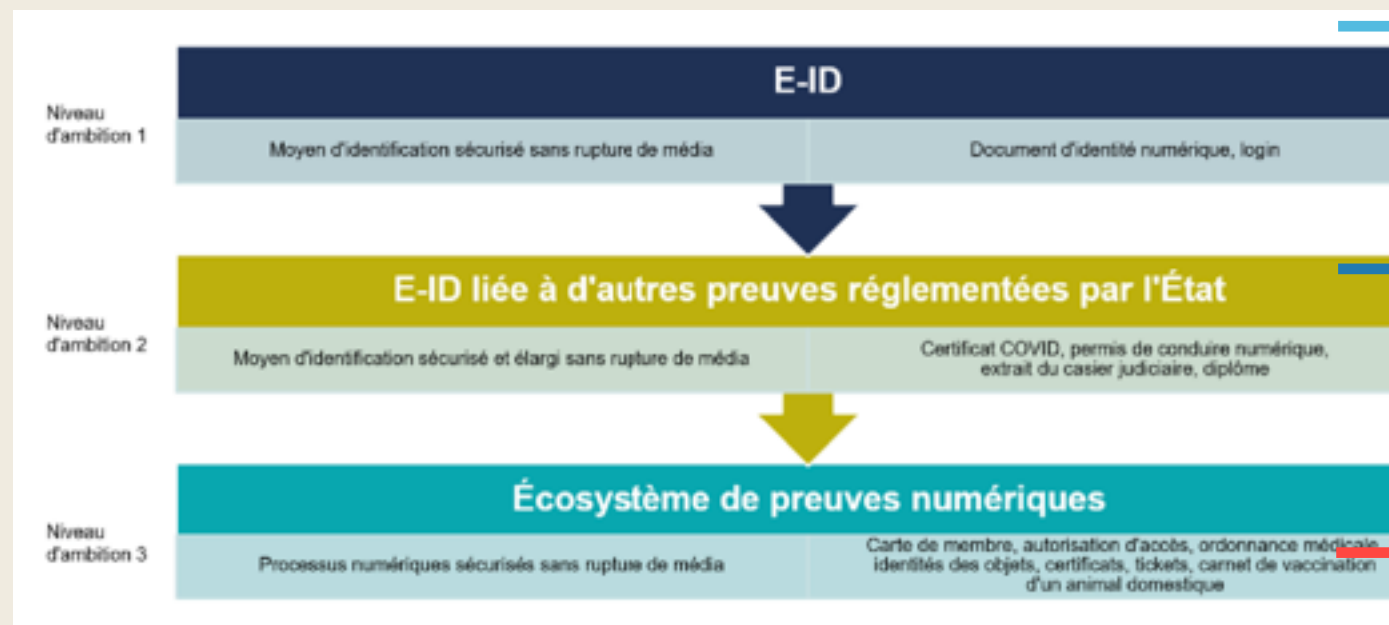 E-ID
Niveau
d'ambition 1
Moyen d'identification sécurisé sans rupture de média
Document d'identité numérique, login
E-ID liée à d'autres preuves réglementées par l'État
Niveau
d'ambition 2
Moyen d'identification sécurisé et élargi sans rupture de média
Certificat COVID, permis de conduire numérique,
extrait du casier judiciaire, diplôme
Écosystème de preuves numériques
Niveau
d'ambition 3
Processus numériques sécurisés sans rupture de média
Carte de membre, autorisation d'accès, ordonnance médicale,
identités des objets, certificats, tickets, carnet de vaccination
d'un animal domestique